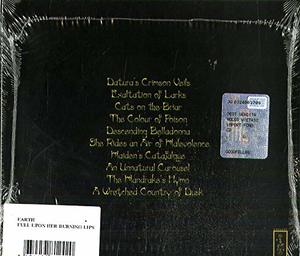 Datura's Crimson Veils
Exaltation of Larks
Cats on the Briar
The Colour of Poison
Descending Belladonna
She Rides an Air of Malevolence
Maiden's Catafalque
An Unnatural Carousel
The Mandrake's Hymn
A Wretched Country of Dusk
EARTH
FULL UPON HER BURNING LIPS